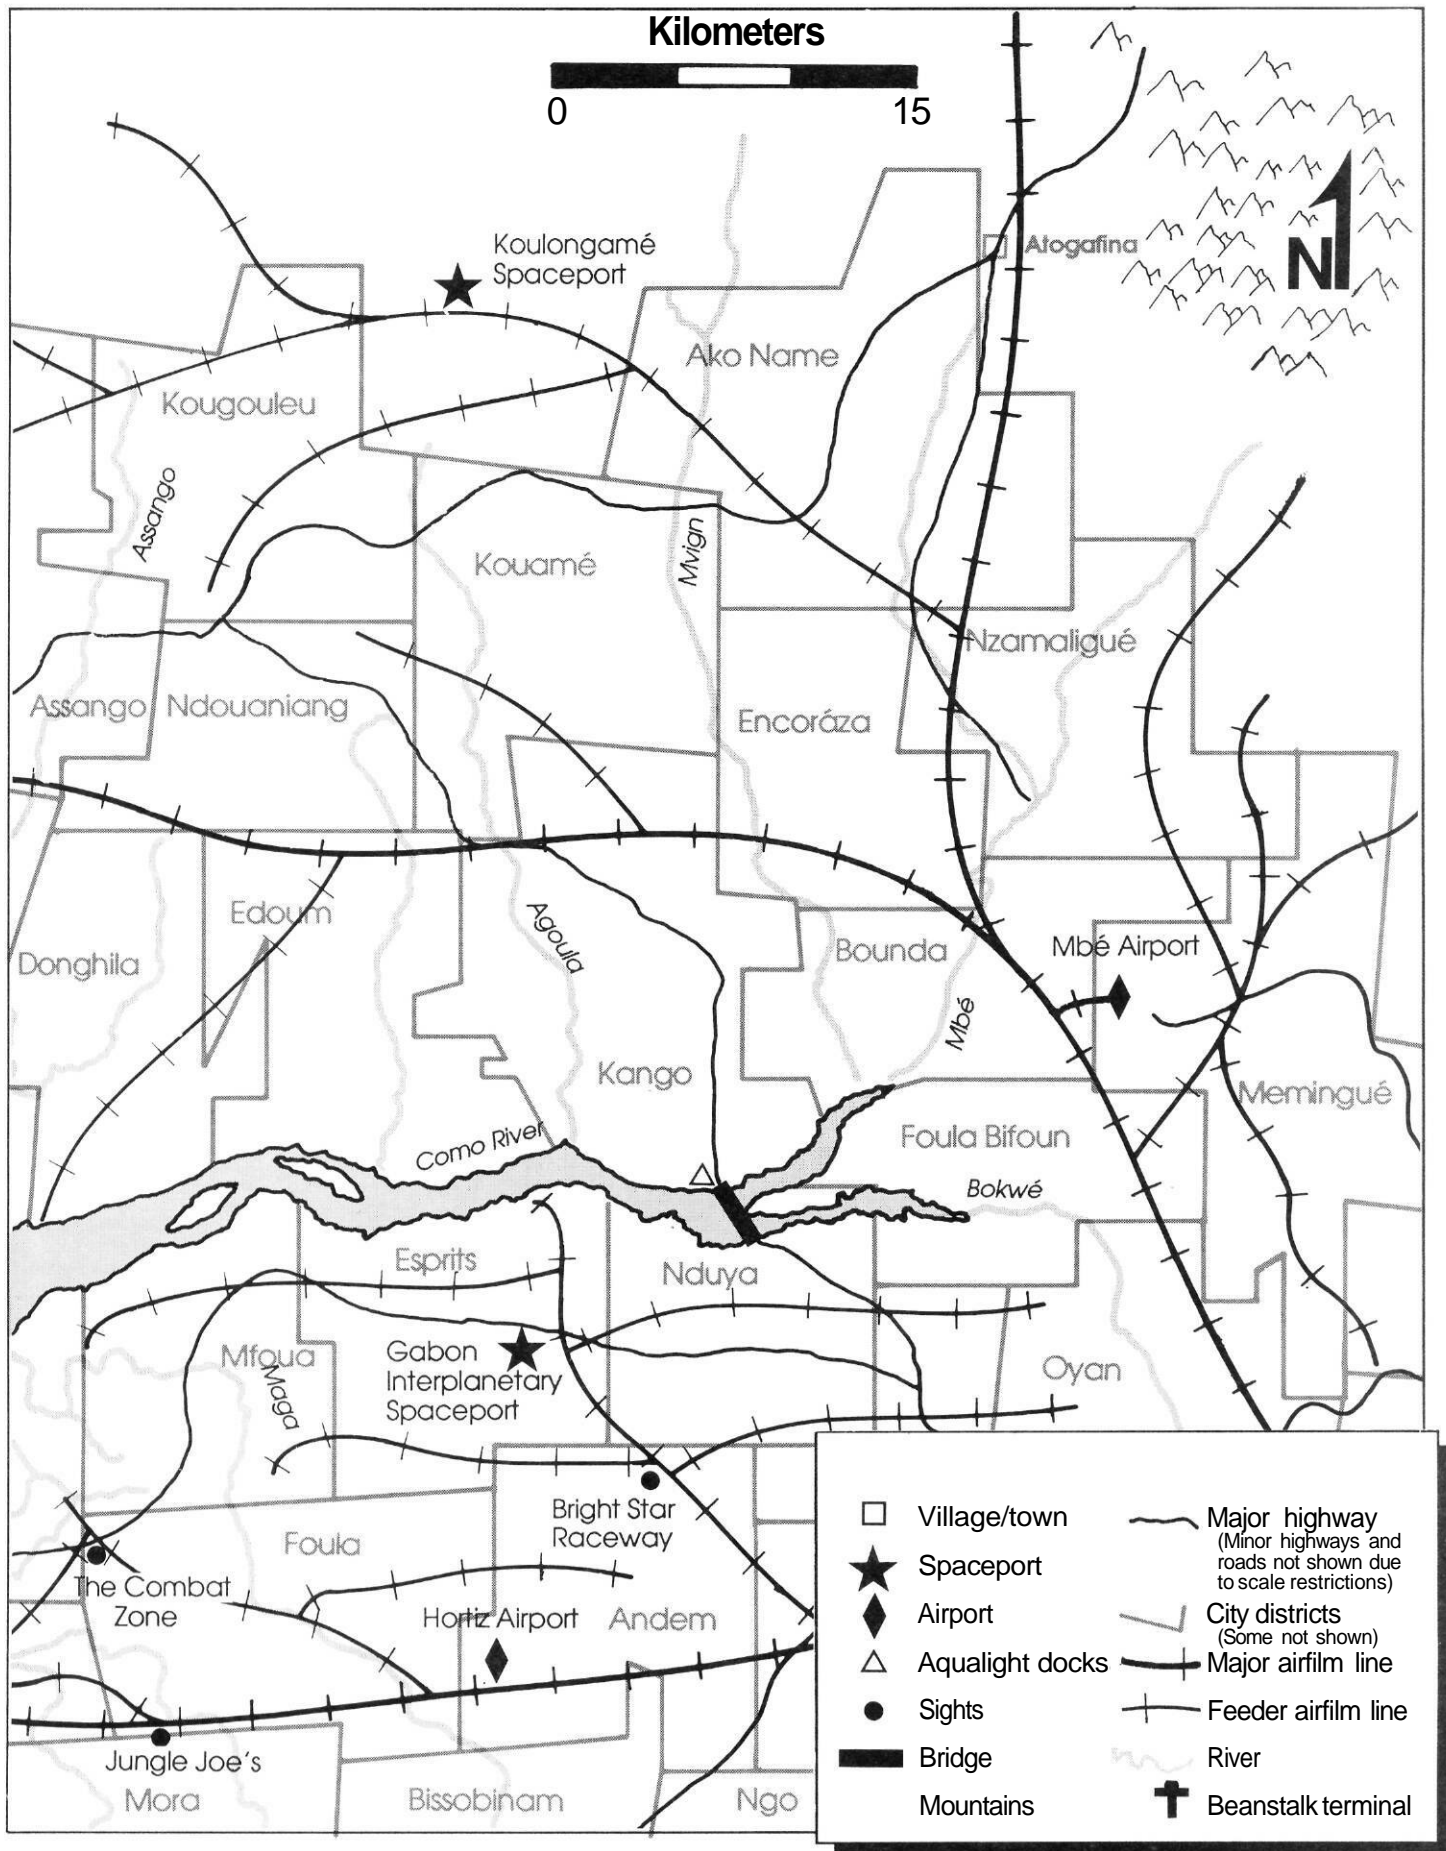 Kilometers
0 15
Koulongamé
Spaceport
Atogafina
N
Ako Name
Kougouleu
Assango
Mvign
Kouamé
Nzamaligué
Assango
Ndouaniang
Encoráza
Edoum
Agoula
Donghila
Bounda
Mbé Airport
Mbé
Kango
Memingué
Como River
Foula Bifoun
Bokwé
Esprits
Nduya
Mfoua
Maga
Gabon
Interplanetary
Spaceport
Oyan
Bright Star
Raceway
Foula
The Combat
Zone
Hortiz Airport
Andem
Jungle Joe's
Mora
Bissobinam
Ngo
Village/town
Spaceport
Airport
Aqualight docks
Sights
Bridge
Mountains
Major highway
(Minor highways and
roads not shown due
to scale restrictions)
City districts
(Some not shown)
Major airfilm line
Feeder airfilm line
River
Beanstalk terminal